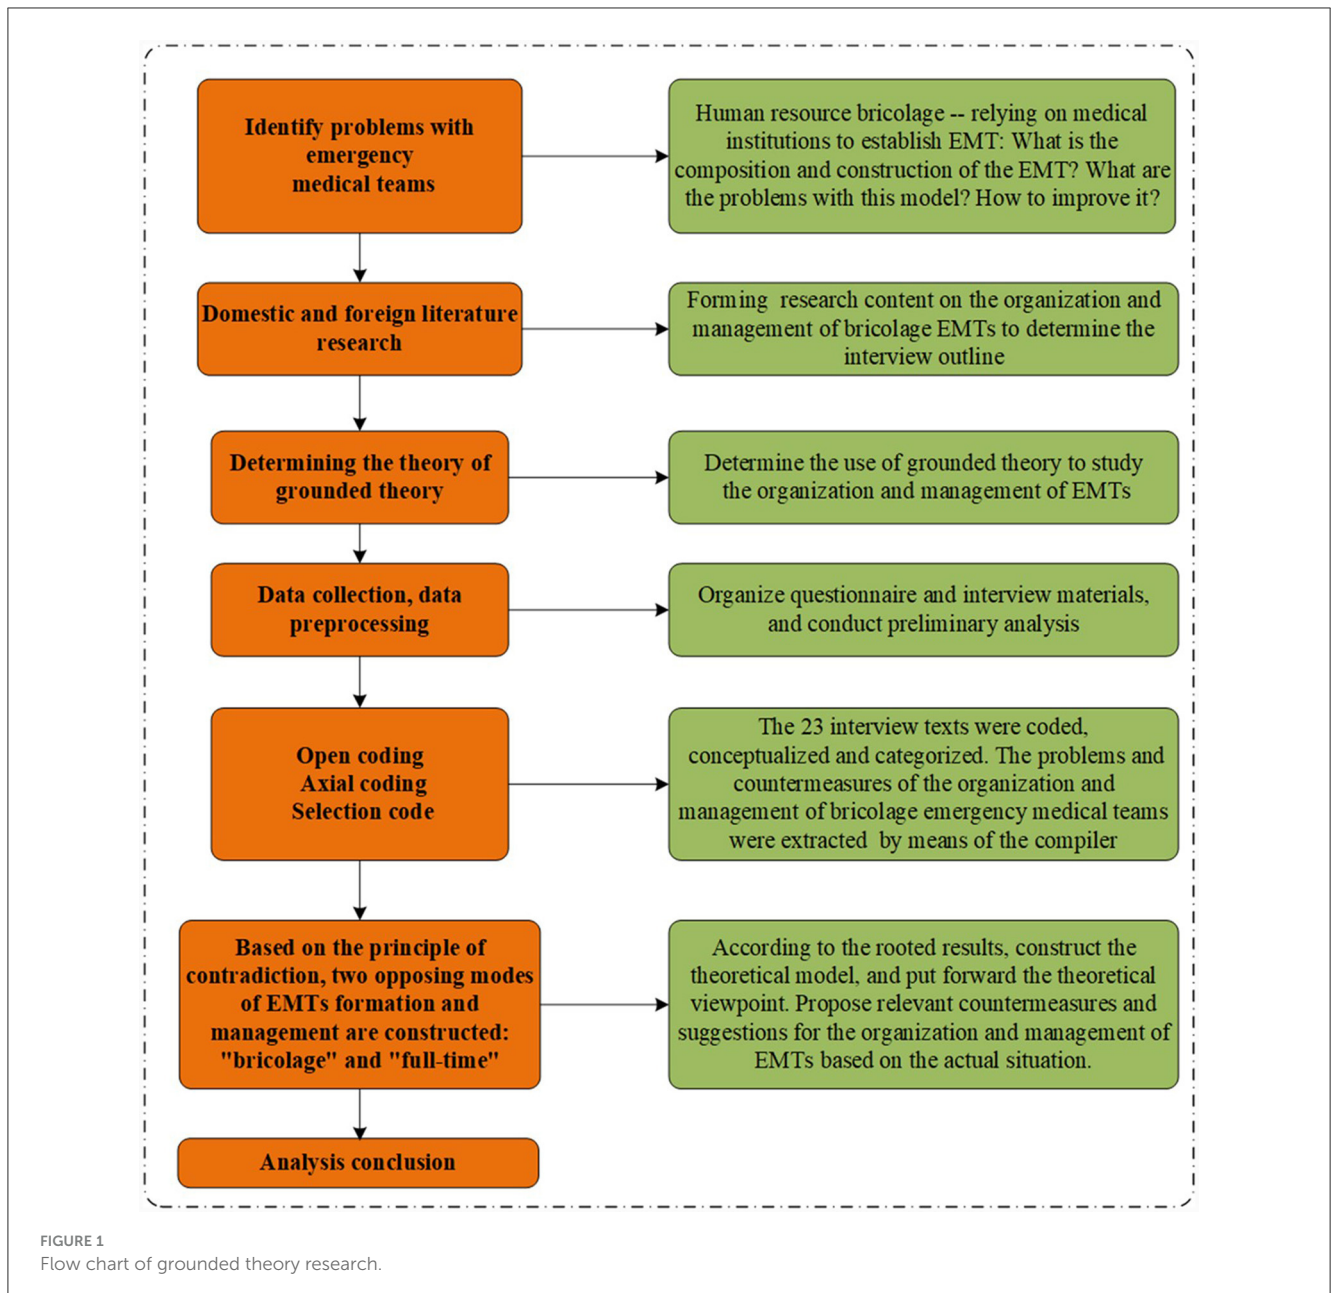 Identify problems with
emergency
medical teams
Human resource bricolage -- relying on medical
institutions to establish EMT: What is the
composition and construction of the EMT? What are
the problems with this model? How to improve it?
Domestic and foreign literature
research
Forming research content on the organization and
management of bricolage EMTs to determine the
interview outline
Determining the theory of
grounded theory
Determine the use of grounded theory to study
the organization and management of EMTs
Data collection, data
preprocessing
Organize questionnaire and interview materials,
and conduct preliminary analysis
Open coding
Axial coding
Selection code
The 23 interview texts were coded,
conceptualized and categorized. The problems and
countermeasures of the organization and
management of bricolage emergency medical teams
were extracted by means of the compiler
Based on the principle of
contradiction, two opposing modes
of EMTs formation and
management are constructed:
"bricolage" and "full-time"
According to the rooted results, construct the
theoretical model, and put forward the theoretical
viewpoint. Propose relevant countermeasures and
suggestions for the organization and management of
EMTs based on the actual situation.
Analysis conclusion
FIGURE 1
Flow chart of grounded theory research.